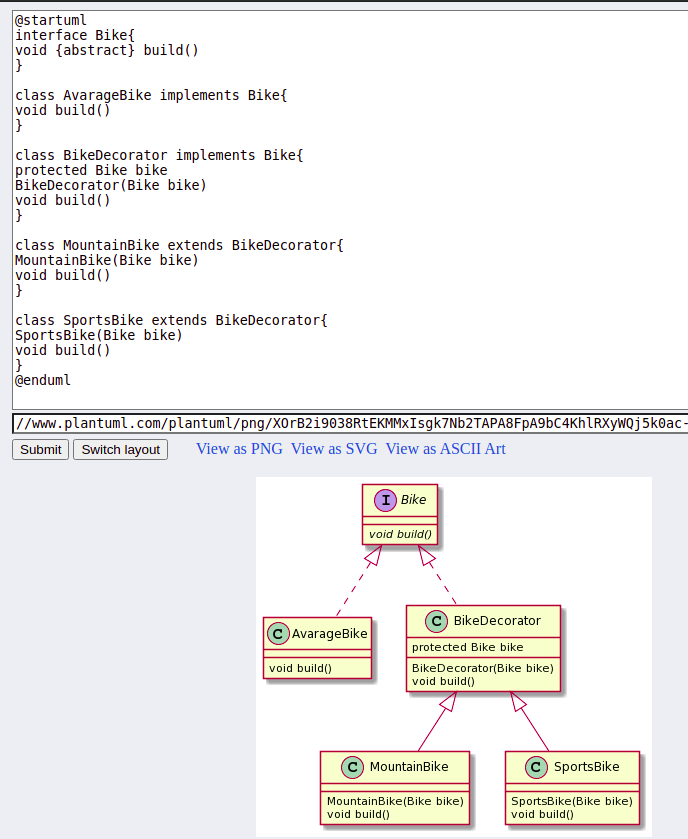 @startuml
interface Bike{
void {abstract} build()
}
class AvarageBike implements Bike{
void build()
}
class BikeDecorator implements Bike{
protected Bike bike
BikeDecorator(Bike bike)
void build()
}
class MountainBike extends BikeDecorator{
MountainBike(Bike bike)
void build()
}
class SportsBike extends BikeDecorator{
SportsBike(Bike bike)
void build()
}
@enduml
//www.plantuml.com/plantuml/png/XOrB2i9038RtEKMMxIsgk7Nb2TAPA8FpA9bC4KhlRXyWQj5k0ac-
Submit Switch layout View as PNG View as SVG View as ASCII Art
I Bike
void build()
C AvarageBike
void build()
C BikeDecorator
protected Bike bike
BikeDecorator(Bike bike)
void build()
C MountainBike
MountainBike(Bike bike)
void build()
C SportsBike
SportsBike(Bike bike)
void build()